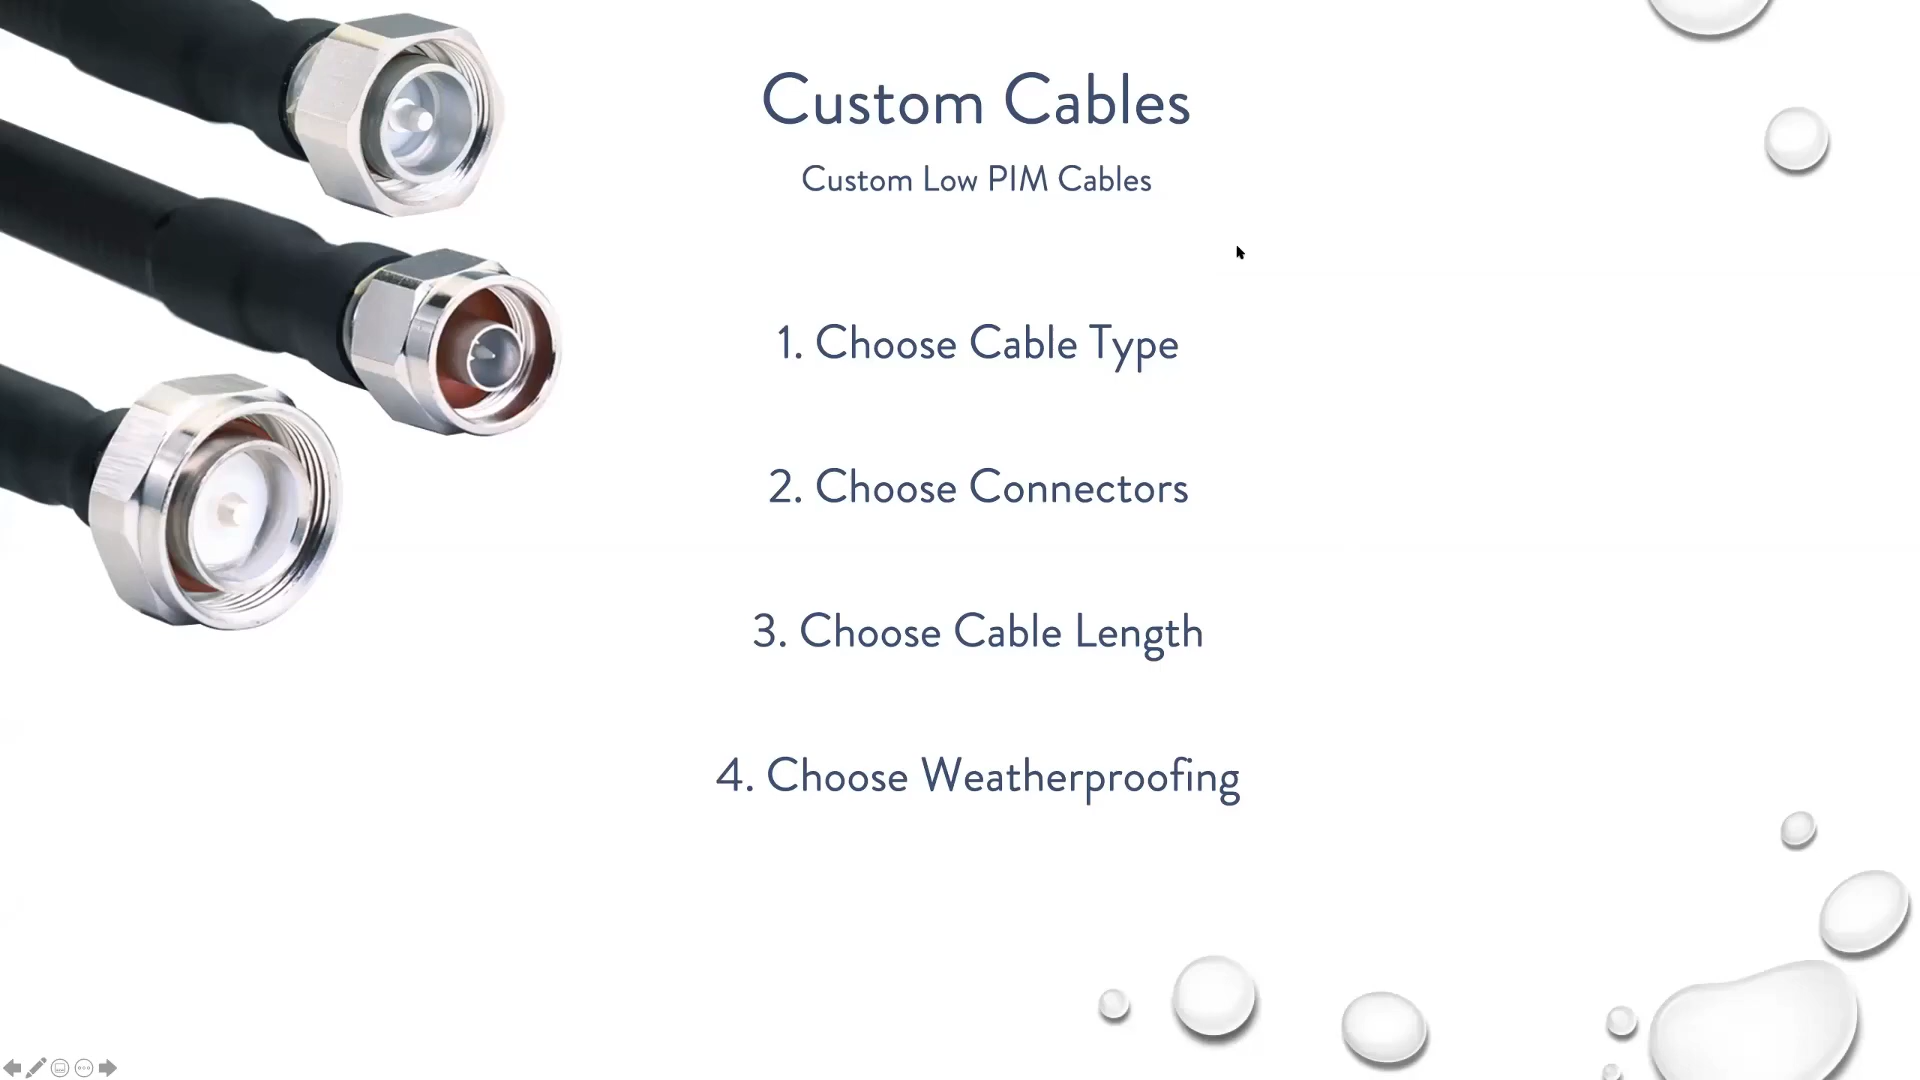 Custom Cables
Custom Low PIM Cables
1. Choose Cable Type
2. Choose Connectors
3. Choose Cable Length
4. Choose Weatherproofing